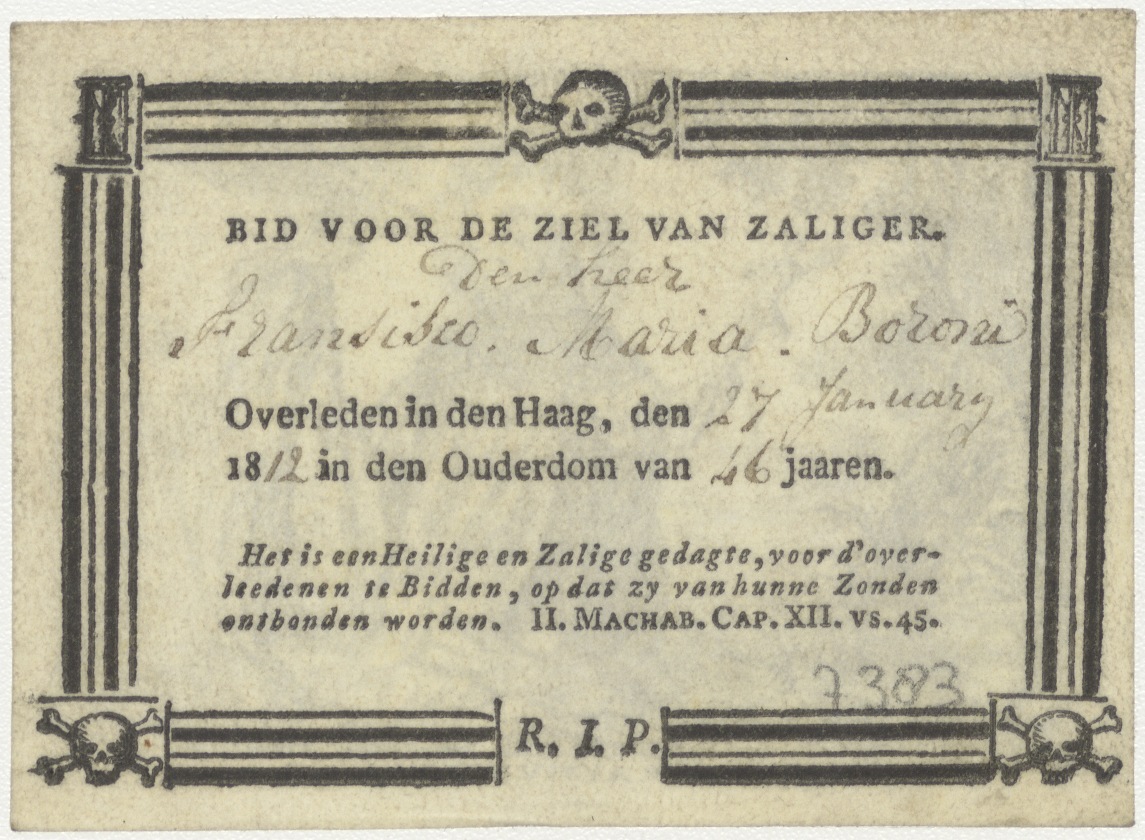 BID VOOR DE ZIEL VAN ZALIGER.
Den heer
Fransisco. Maria. Boroni
Overleden in den Haag, den 27 January
1812 in den Ouderdom van 46 jaaren.
Het is een Heilige en Zalige gedagte, voor d'over-
leedenen te Bidden, op dat zy van hunne Zonden
ontbonden worden. II. MACHAB. CAP. XII. vs. 45.
7383
R. I. P.